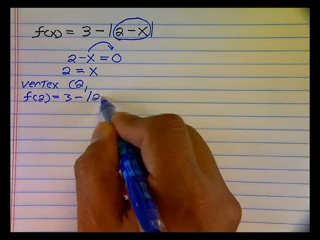 f(x) = 3 - |2 - x|
2 - x = 0
2 = x
vertex (2,
f(2) = 3 - |2